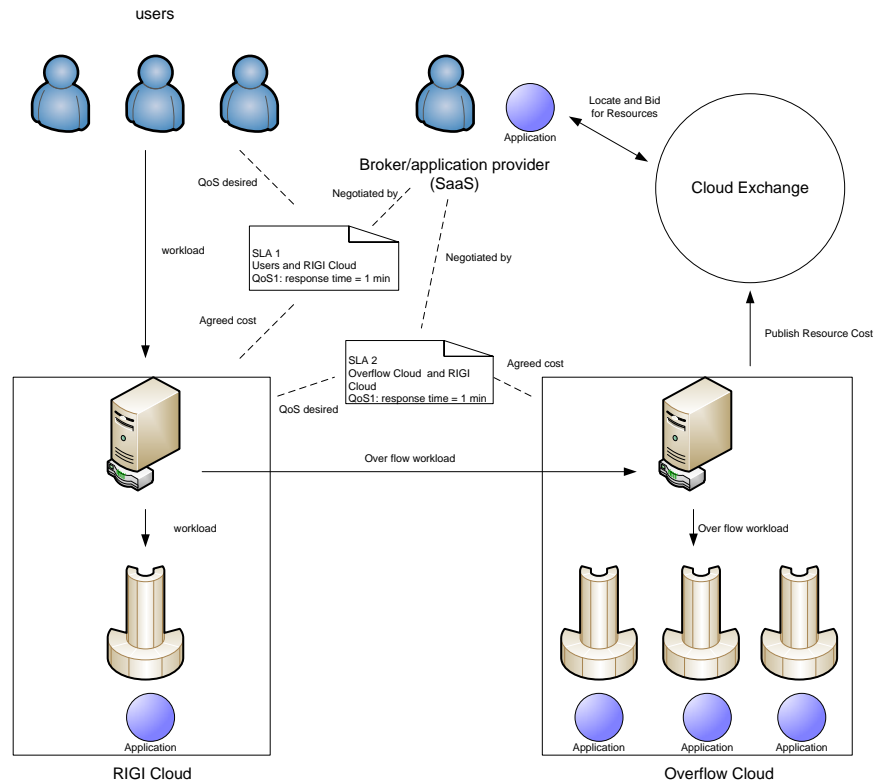 users
Application
Locate and Bid
for Resources
Cloud Exchange
Broker/application provider
(SaaS)
QoS desired
Negotiated by
workload
SLA 1
Users and RIGI Cloud
QoS1: response time = 1 min
Negotiated by
Agreed cost
Publish Resource Cost
SLA 2
Overflow Cloud and RIGI
Cloud
QoS1: response time = 1 min
Agreed cost
QoS desired
Over flow workload
workload
Over flow workload
Application
Application
Application
Application
RIGI Cloud
Overflow Cloud